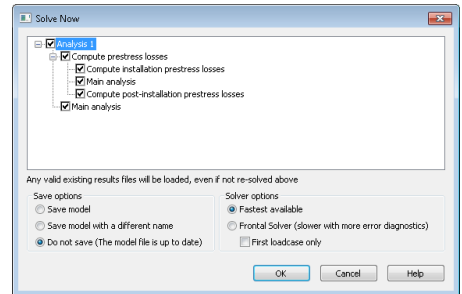 Solve Now
Analysis 1
Compute prestress losses
Compute installation prestress losses
Main analysis
Compute post-installation prestress losses
Main analysis
Any valid existing results files will be loaded, even if not re-solved above
Save options
Save model
Save model with a different name
Do not save (The model file is up to date)
Solver options
Fastest available
Frontal Solver (slower with more error diagnostics)
First loadcase only
OK
Cancel
Help